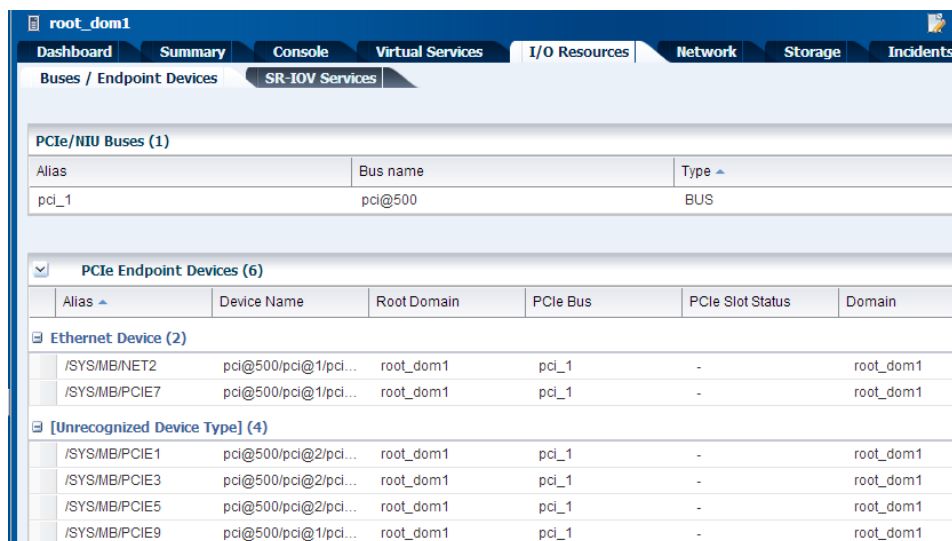 root_dom1
Dashboard Summary Console Virtual Services I/O Resources Network Storage Incidents
Buses / Endpoint Devices SR-IOV Services
PCIe/NIU Buses (1)
Alias Bus name Type
pci_1 pci@500 BUS
PCIe Endpoint Devices (6)
Alias Device Name Root Domain PCIe Bus PCIe Slot Status Domain
Ethernet Device (2)
/SYS/MB/NET2 pci@500/pci@1/pci... root_dom1 pci_1 - root_dom1
/SYS/MB/PCIE7 pci@500/pci@1/pci... root_dom1 pci_1 - root_dom1
[Unrecognized Device Type] (4)
/SYS/MB/PCIE1 pci@500/pci@2/pci... root_dom1 pci_1 - root_dom1
/SYS/MB/PCIE3 pci@500/pci@2/pci... root_dom1 pci_1 - root_dom1
/SYS/MB/PCIE5 pci@500/pci@2/pci... root_dom1 pci_1 - root_dom1
/SYS/MB/PCIE9 pci@500/pci@1/pci... root_dom1 pci_1 - root_dom1